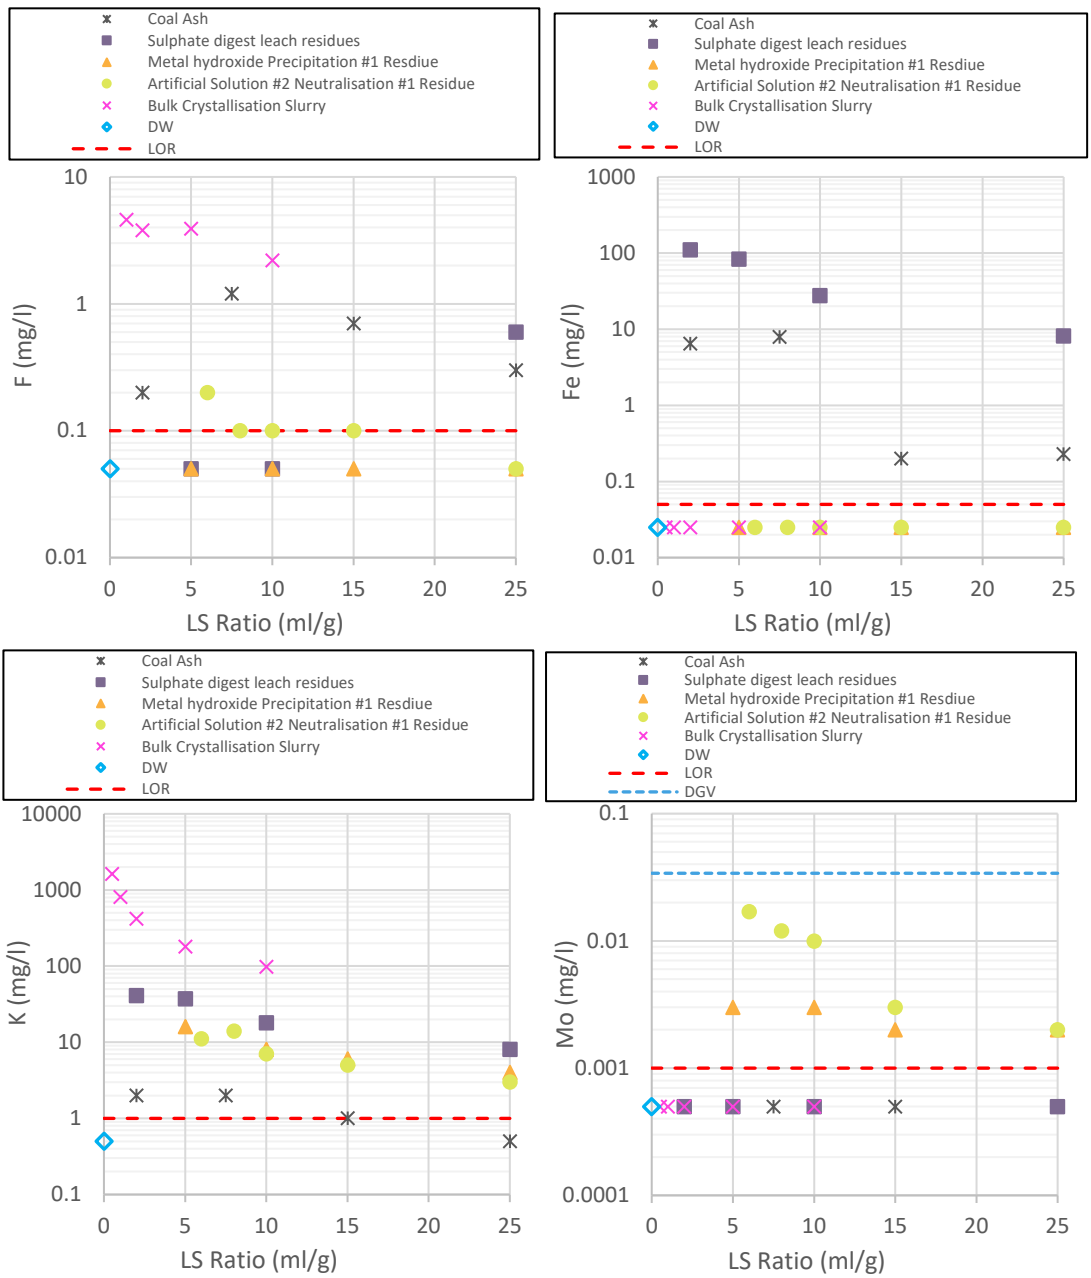 Coal Ash
Sulphate digest leach residues
Metal hydroxide Precipitation #1 Resdiue
Artificial Solution #2 Neutralisation #1 Residue
Bulk Crystallisation Slurry
DW
LOR
10
1
0.1
0.01
F (mg/l)
0 5 10 15 20 25
LS Ratio (ml/g)
Coal Ash
Sulphate digest leach residues
Metal hydroxide Precipitation #1 Resdiue
Artificial Solution #2 Neutralisation #1 Residue
Bulk Crystallisation Slurry
DW
LOR
1000
100
10
1
0.1
0.01
Fe (mg/l)
0 5 10 15 20 25
LS Ratio (ml/g)
Coal Ash
Sulphate digest leach residues
Metal hydroxide Precipitation #1 Resdiue
Artificial Solution #2 Neutralisation #1 Residue
Bulk Crystallisation Slurry
DW
LOR
10000
1000
100
10
1
0.1
K (mg/l)
0 5 10 15 20 25
LS Ratio (ml/g)
Coal Ash
Sulphate digest leach residues
Metal hydroxide Precipitation #1 Resdiue
Artificial Solution #2 Neutralisation #1 Residue
Bulk Crystallisation Slurry
DW
LOR
DGV
0.1
0.01
0.001
0.0001
Mo (mg/l)
0 5 10 15 20 25
LS Ratio (ml/g)